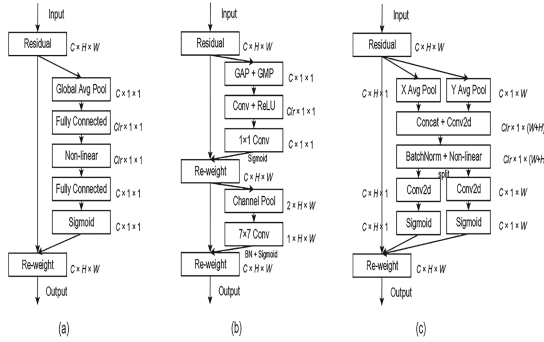 Input
Residual
C × H × W
Global Avg Pool
C × 1 × 1
Fully Connected
C/r × 1 × 1
Non-linear
C/r × 1 × 1
Fully Connected
C × 1 × 1
Sigmoid
C × 1 × 1
Re-weight
C × H × W
Output
(a)
Input
Residual
C × H × W
GAP + GMP
C × 1 × 1
Conv + ReLU
C/r × 1 × 1
1×1 Conv
C × 1 × 1
Sigmoid
Re-weight
C × H × W
Channel Pool
2 × H × W
7×7 Conv
1 × H × W
BN + Sigmoid
Re-weight
C × H × W
Output
(b)
Input
Residual
C × H × W
C × H × 1
X Avg Pool
Y Avg Pool
C × 1 × W
Concat + Conv2d
C/r × 1 × (W+H)
BatchNorm + Non-linear
C/r × 1 × (W+H)
split
C × H × 1
Conv2d
Conv2d
C × 1 × W
C × H × 1
Sigmoid
Sigmoid
C × 1 × W
Re-weight
C × H × W
Output
(c)